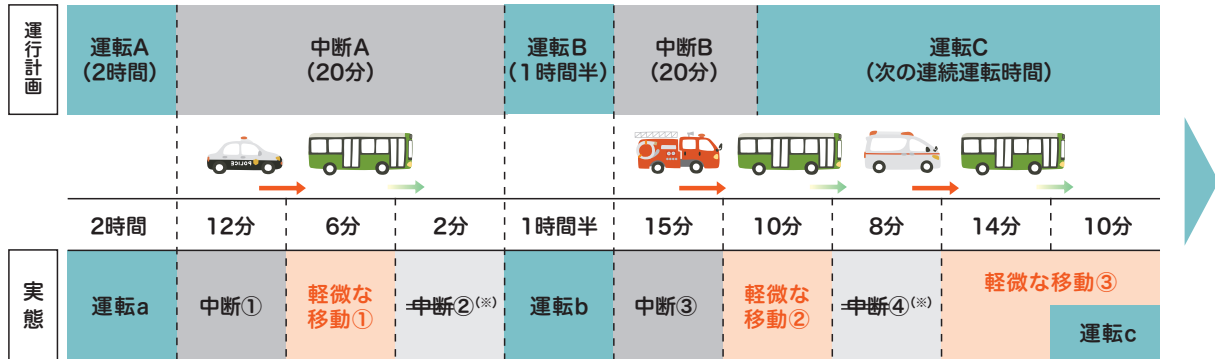 運行計画
運転A
(2時間)
中断A
(20分)
運転B
(1時間半)
中断B
(20分)
運転C
(次の連続運転時間)
POLICE
2時間
12分
6分
2分
1時間半
15分
10分
8分
14分
10分
実態
運転a
中断①
軽微な
移動①
中断②(※)
運転b
中断③
軽微な
移動②
中断④(※)
軽微な移動③
運転c